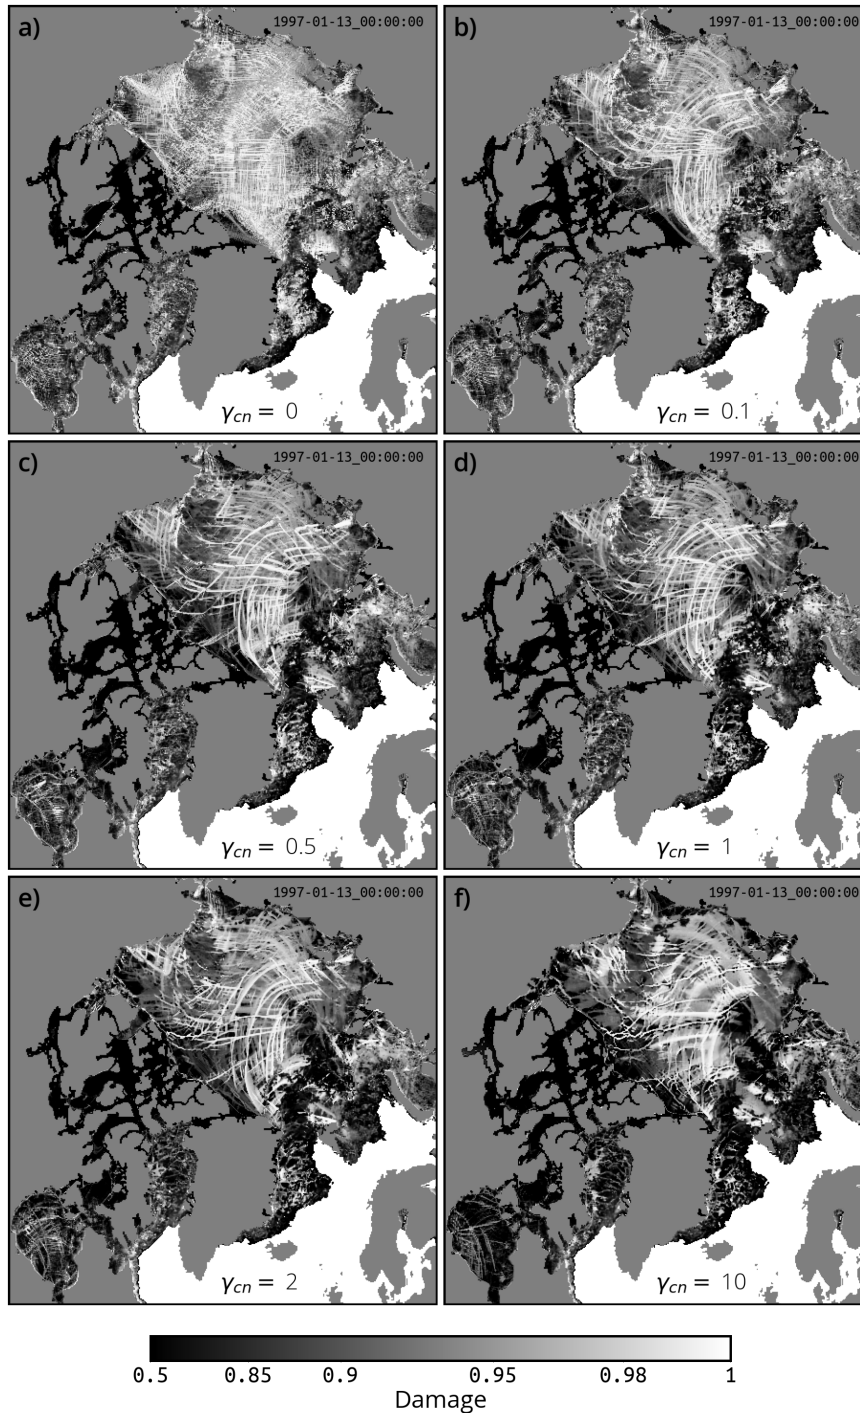 a) 1997-01-13_00:00:00
b) 1997-01-13_00:00:00
γcn = 0
γcn = 0.1
c) 1997-01-13_00:00:00
d) 1997-01-13_00:00:00
γcn = 0.5
γcn = 1
e) 1997-01-13_00:00:00
f) 1997-01-13_00:00:00
γcn = 2
γcn = 10
0.5 0.85 0.9 0.95 0.98 1
Damage